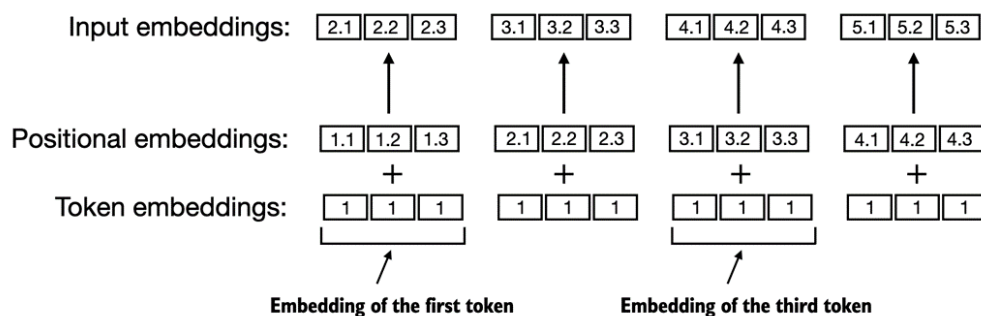 Input embeddings: 2.1 2.2 2.3 3.1 3.2 3.3 4.1 4.2 4.3 5.1 5.2 5.3
Positional embeddings: 1.1 1.2 1.3 2.1 2.2 2.3 3.1 3.2 3.3 4.1 4.2 4.3
+ + + +
Token embeddings: 1 1 1 1 1 1 1 1 1 1 1 1
Embedding of the first token Embedding of the third token